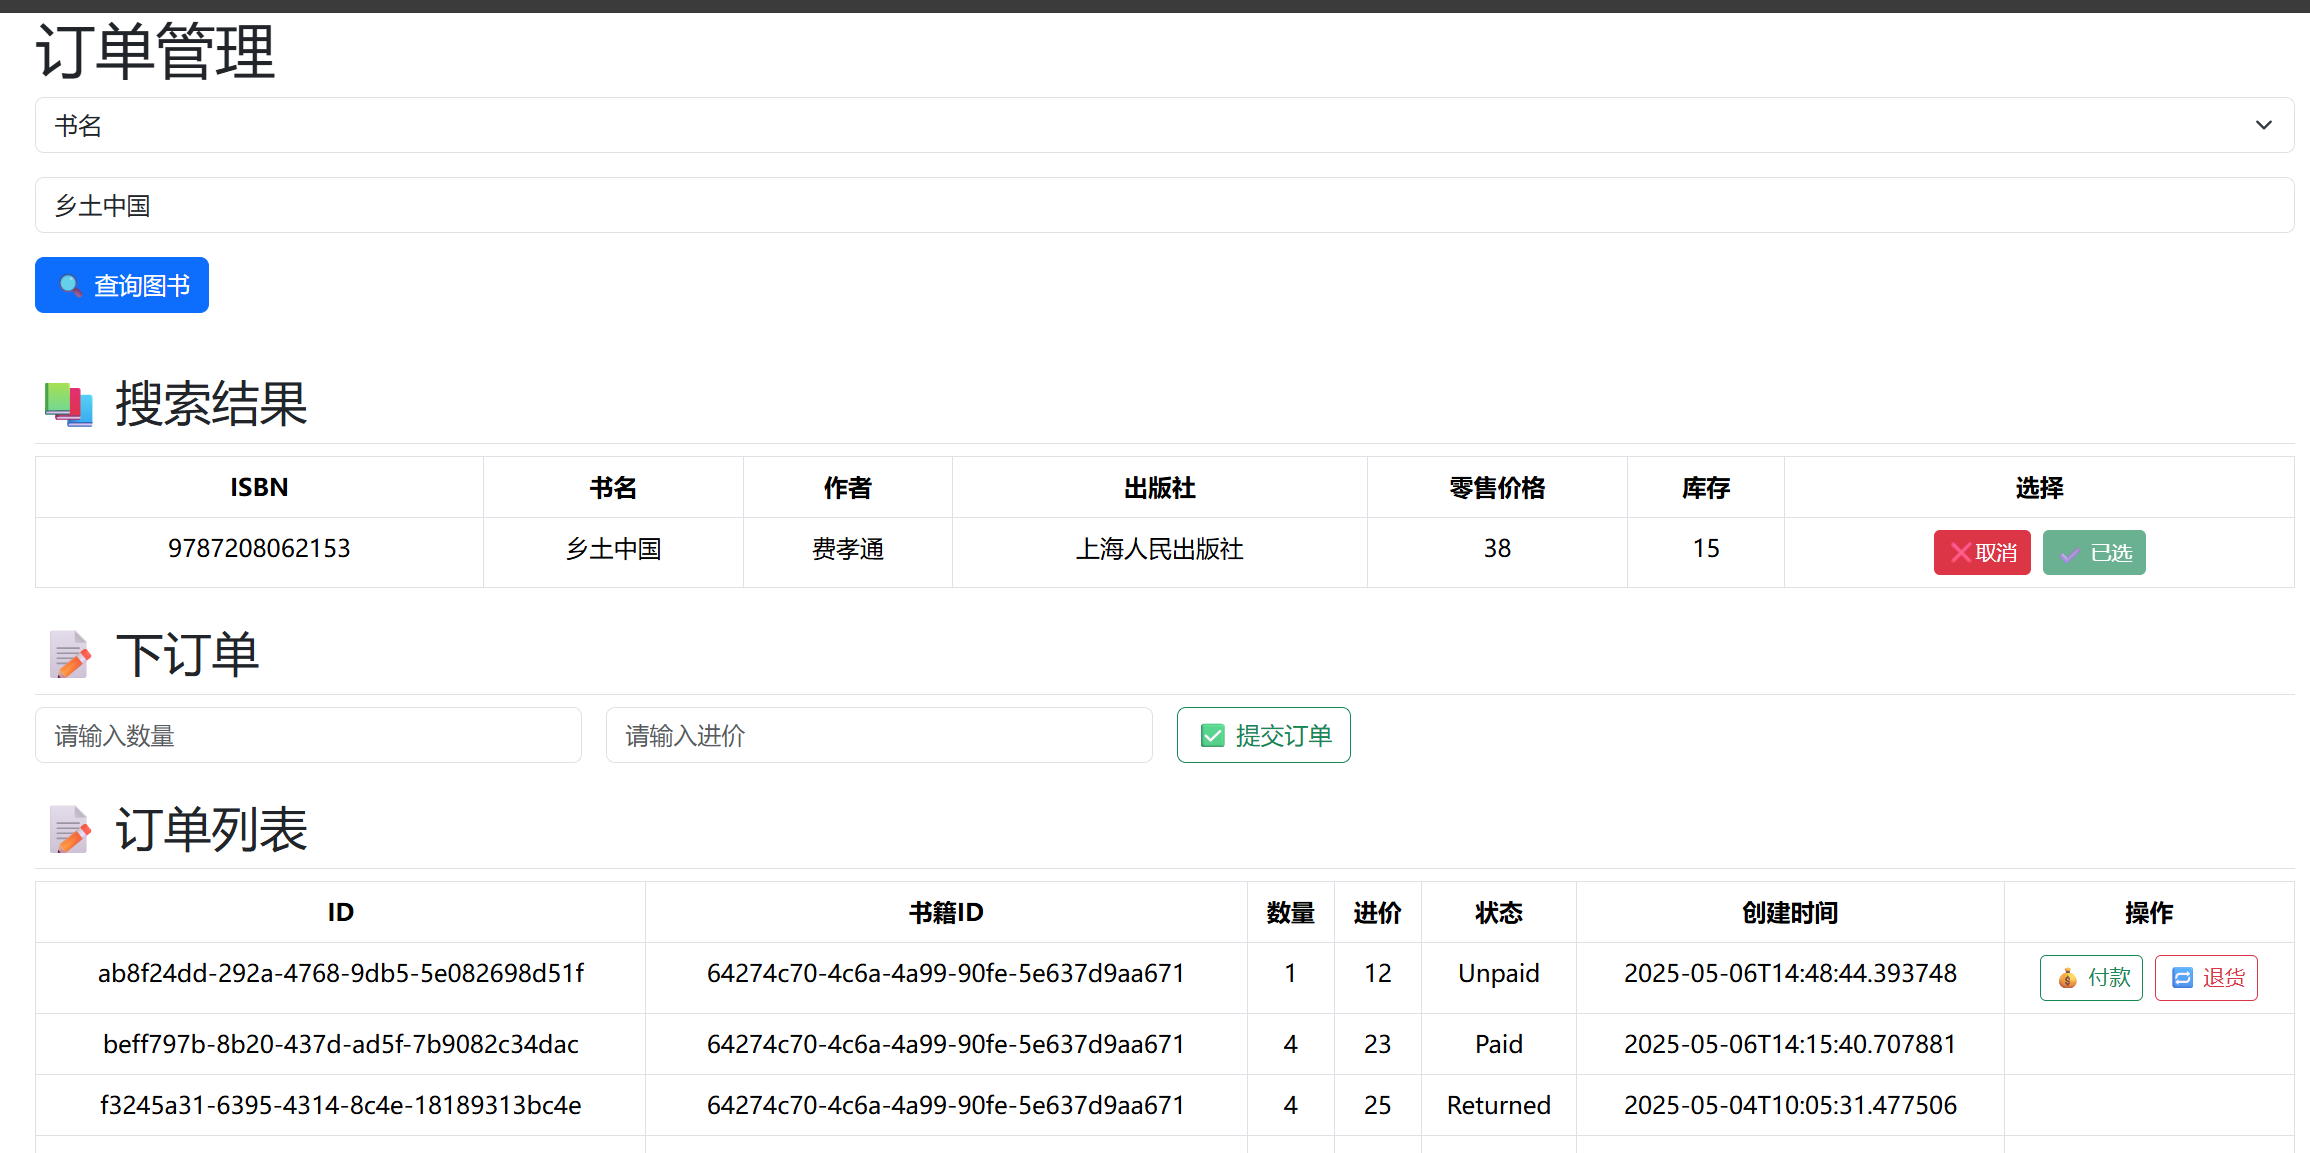 订单管理
书名
乡土中国
查询图书
搜索结果
ISBN 书名 作者 出版社 零售价格 库存 选择
9787208062153 乡土中国 费孝通 上海人民出版社 38 15 取消 已选
下订单
请输入数量 请输入进价 提交订单
订单列表
ID 书籍ID 数量 进价 状态 创建时间 操作
ab8f24dd-292a-4768-9db5-5e082698d51f 64274c70-4c6a-4a99-90fe-5e637d9aa671 1 12 Unpaid 2025-05-06T14:48:44.393748 付款 退货
beff797b-8b20-437d-ad5f-7b9082c34dac 64274c70-4c6a-4a99-90fe-5e637d9aa671 4 23 Paid 2025-05-06T14:15:40.707881
f3245a31-6395-4314-8c4e-18189313bc4e 64274c70-4c6a-4a99-90fe-5e637d9aa671 4 25 Returned 2025-05-04T10:05:31.477506